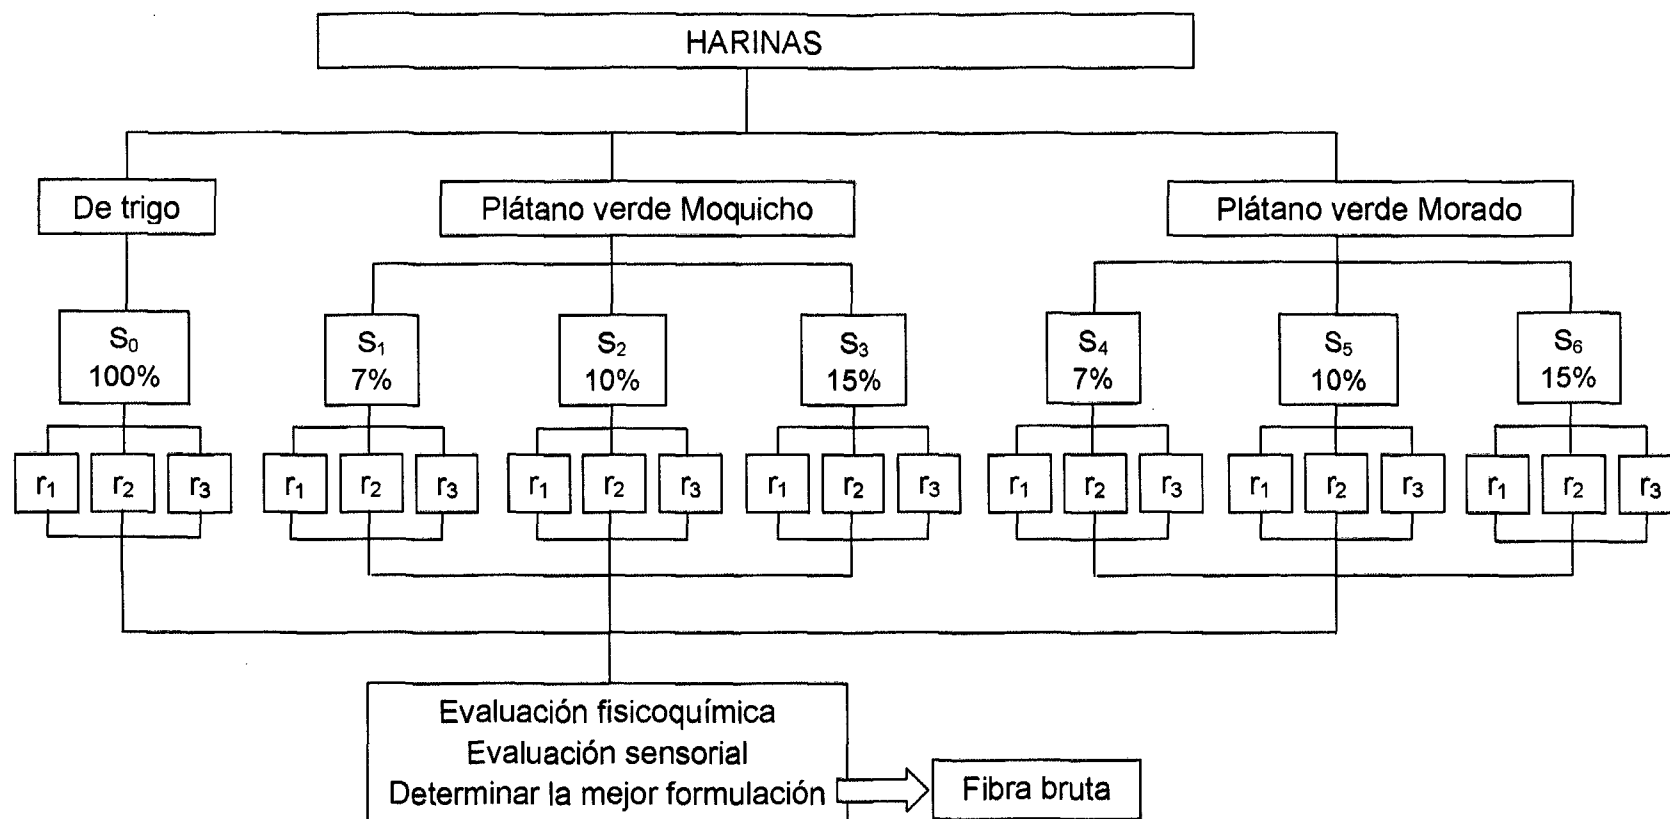 HARINAS
De trigo
Plátano verde Moquicho
Plátano verde Morado
S₀
100%
S₁
7%
S₂
10%
S₃
15%
S₄
7%
S₅
10%
S₆
15%
r₁ r₂ r₃
r₁ r₂ r₃
r₁ r₂ r₃
r₁ r₂ r₃
r₁ r₂ r₃
r₁ r₂ r₃
r₁ r₂ r₃
Evaluación fisicoquímica
Evaluación sensorial
Determinar la mejor formulación
Fibra bruta